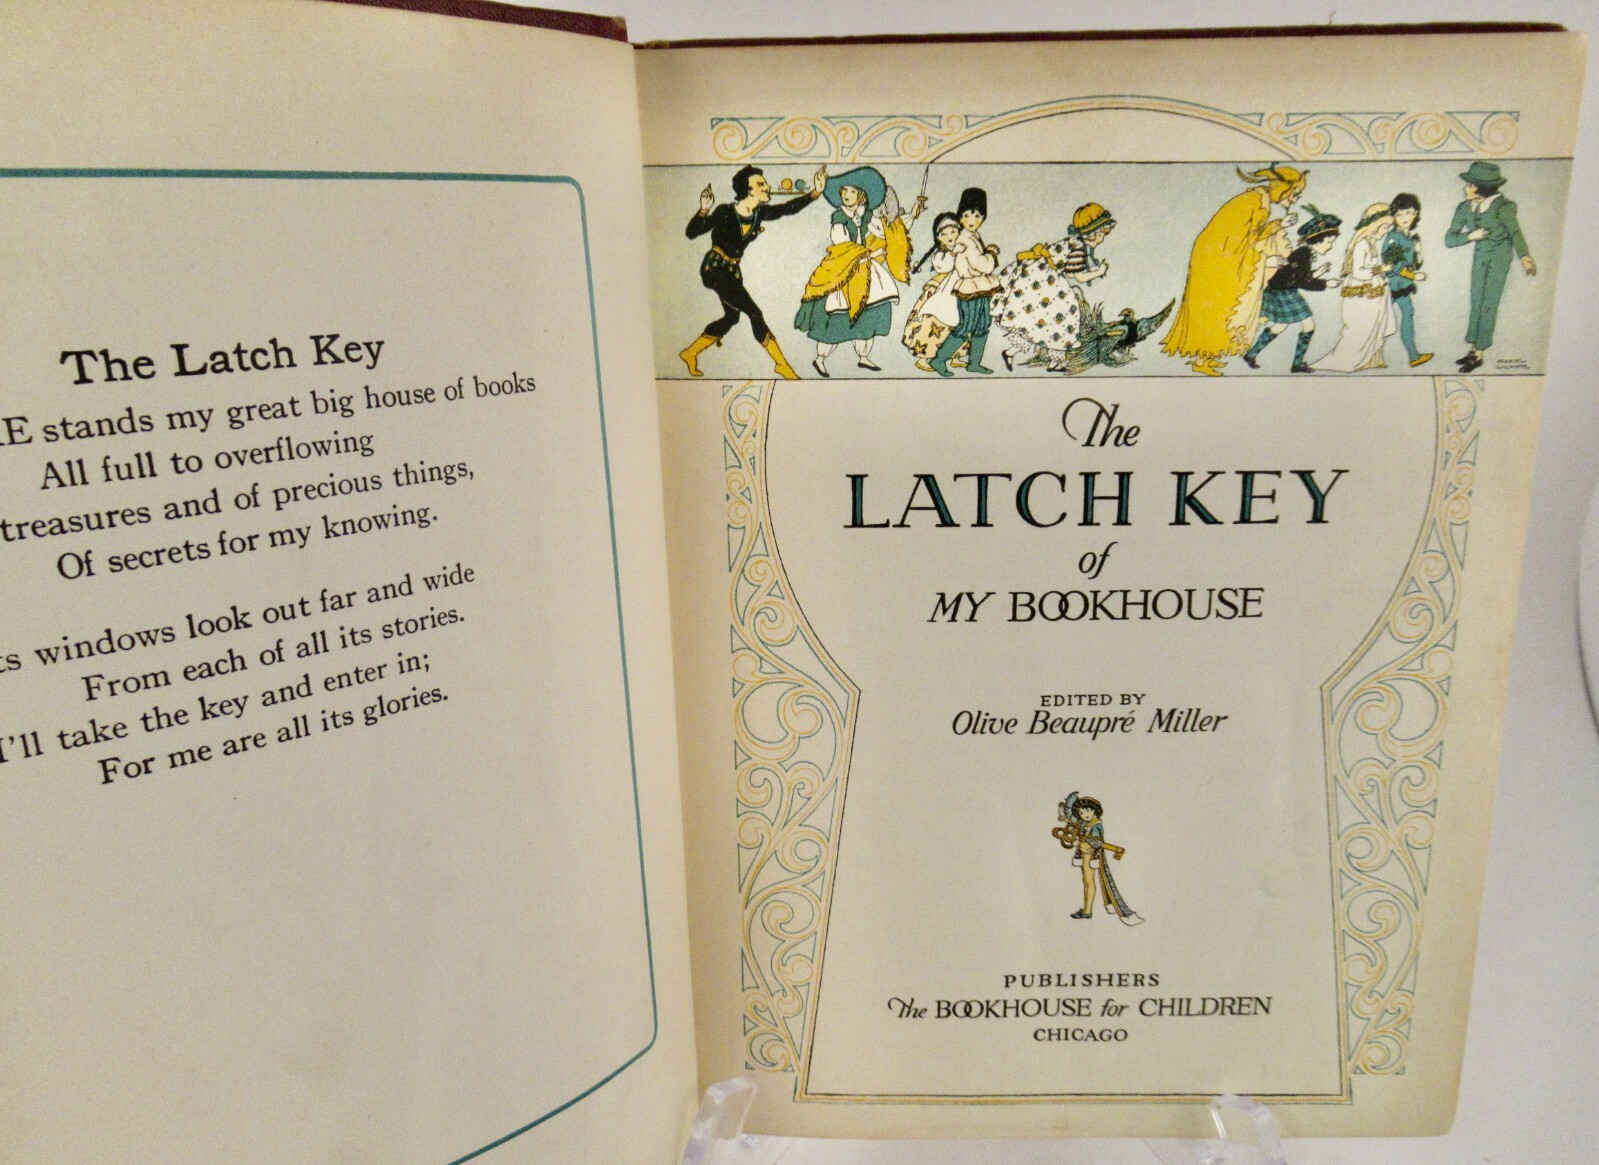 The Latch Key
E stands my great big house of books
All full to overflowing
treasures and of precious things,
Of secrets for my knowing.
s windows look out far and wide
From each of all its stories.
I'll take the key and enter in;
For me are all its glories.
The
LATCH KEY
of
MY BOOKHOUSE
EDITED BY
Olive Beaupré Miller
PUBLISHERS
The BOOKHOUSE for CHILDREN
CHICAGO